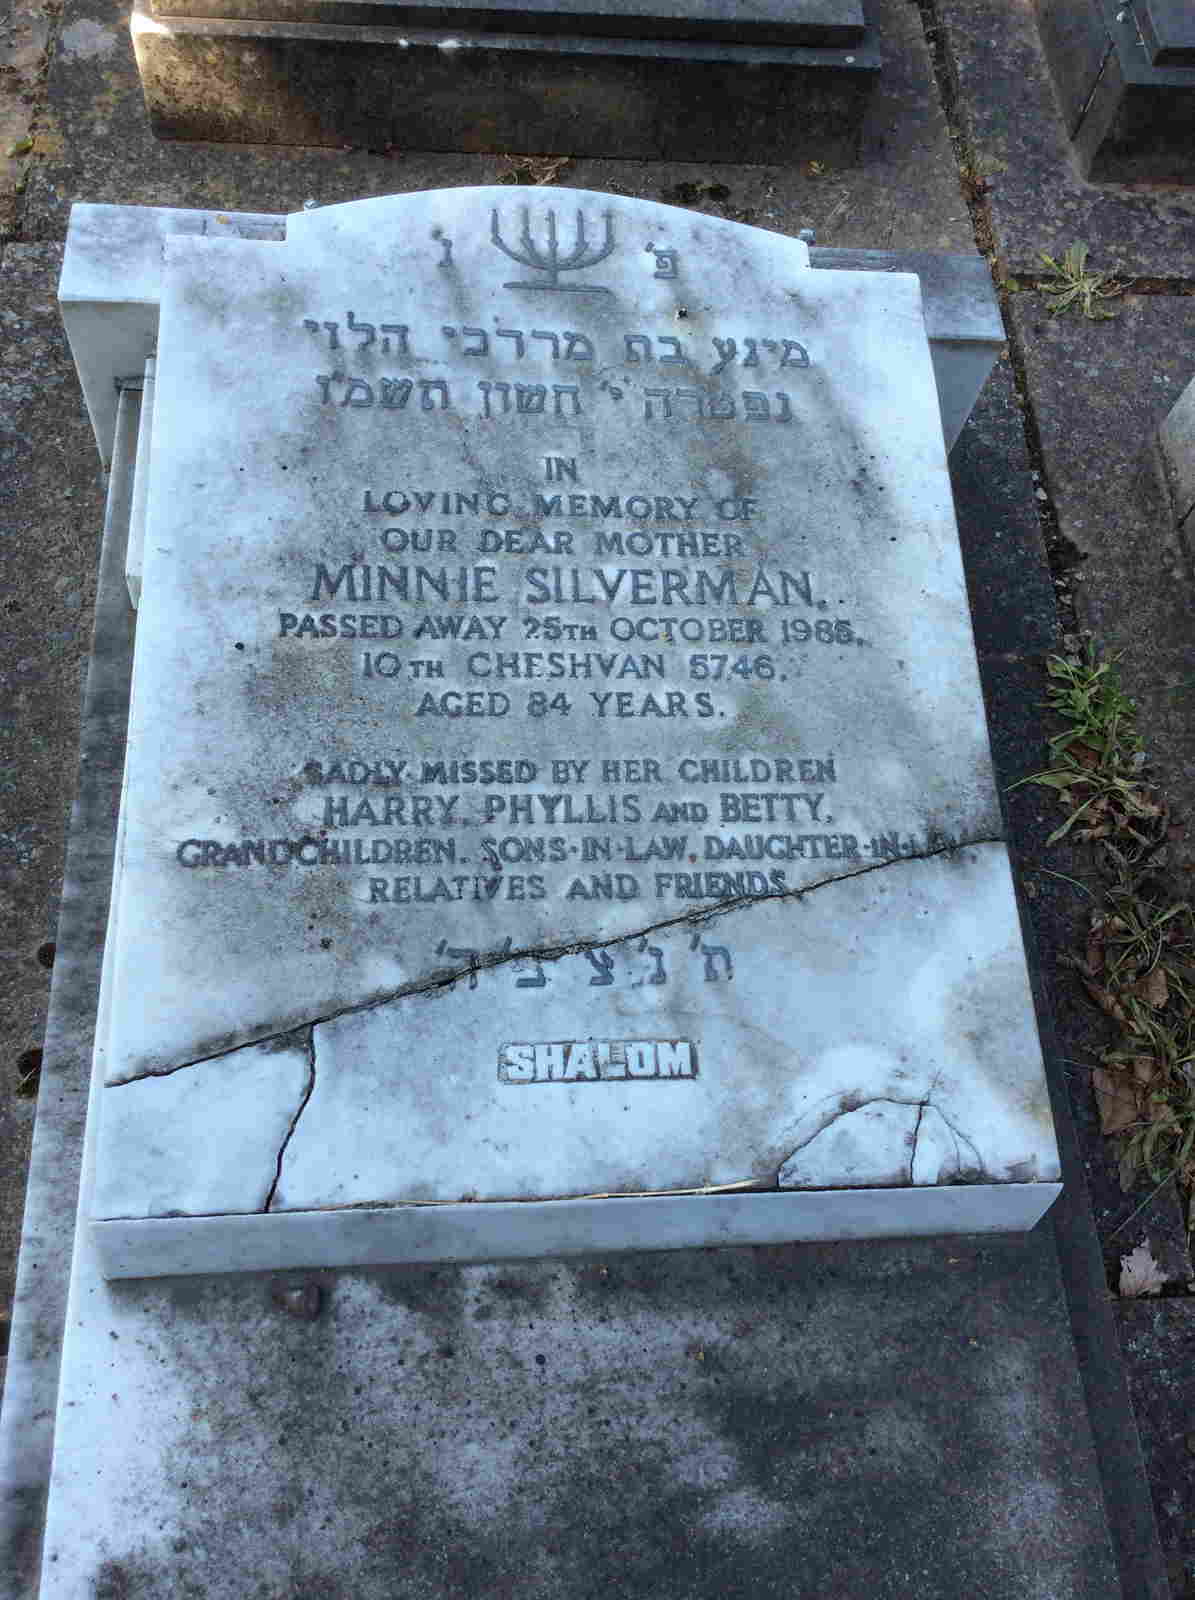 פ' נ
מינע בת מרדכי הלוי
נפטרה י' חשון השמ"ו
IN
LOVING MEMORY OF
OUR DEAR MOTHER
MINNIE SILVERMAN.
PASSED AWAY 25TH OCTOBER 1985.
10TH CHESHVAN 5746.
AGED 84 YEARS.
SADLY MISSED BY HER CHILDREN
HARRY, PHYLLIS AND BETTY.
GRANDCHILDREN. SONS·IN·LAW. DAUGHTER·IN·LAW.
RELATIVES AND FRIENDS
ת' נ' צ' ב' ה'
SHALOM